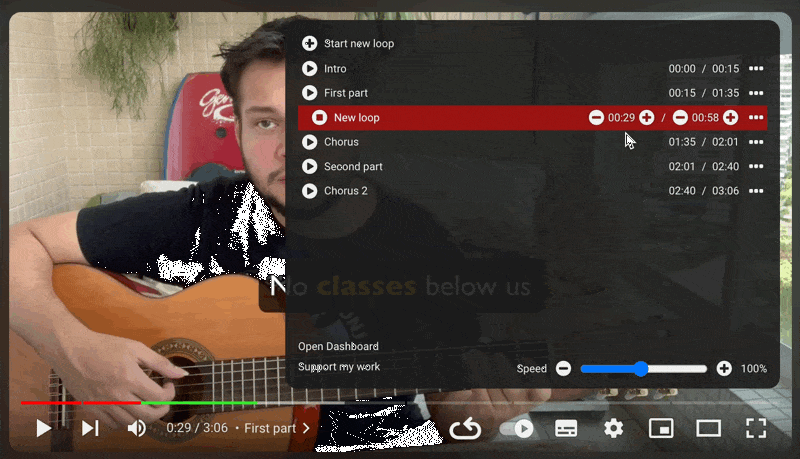 Start new loop
Intro 00:00 / 00:15
First part 00:15 / 01:35
New loop 00:29 / 00:58
Chorus 01:35 / 02:01
Second part 02:01 / 02:40
Chorus 2 02:40 / 03:06
No classes below us
Open Dashboard
Support my work
Speed 100%
0:29 / 3:06 • First part